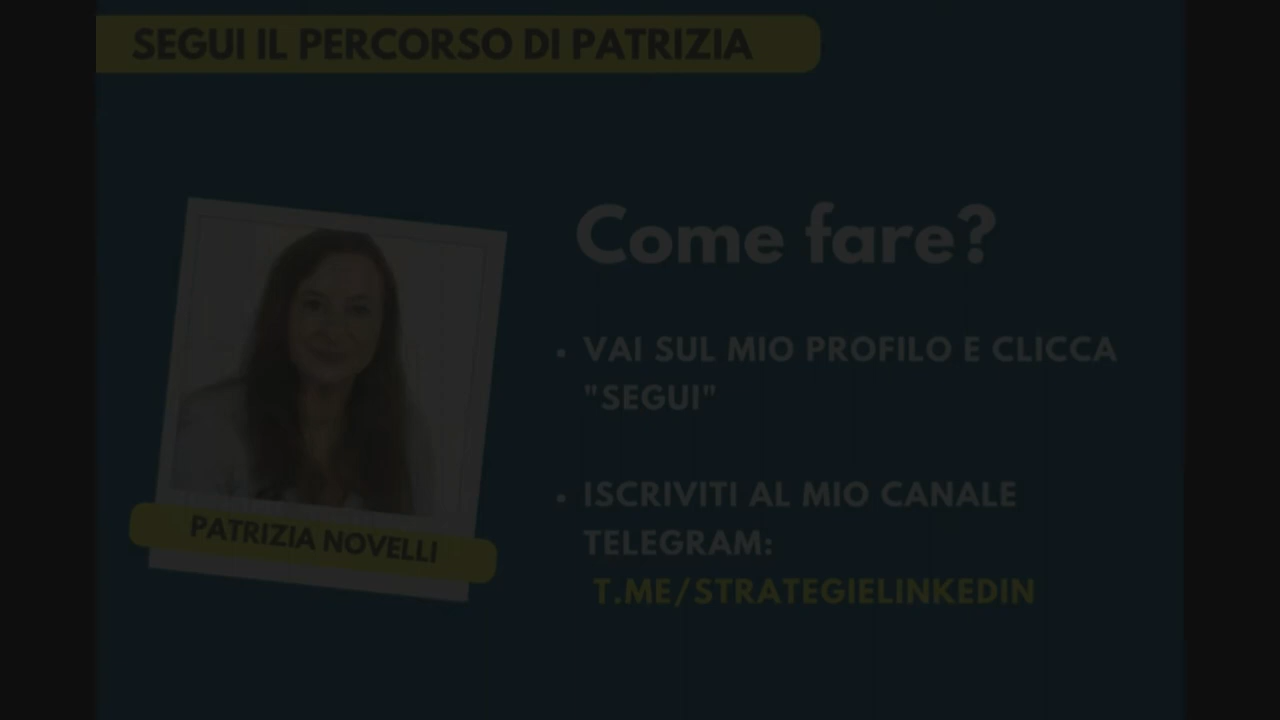 SEGUI IL PERCORSO DI PATRIZIA
Come fare?
• VAI SUL MIO PROFILO E CLICCA
"SEGUI"
• ISCRIVITI AL MIO CANALE
TELEGRAM:
T.ME/STRATEGIELINKEDIN
PATRIZIA NOVELLI